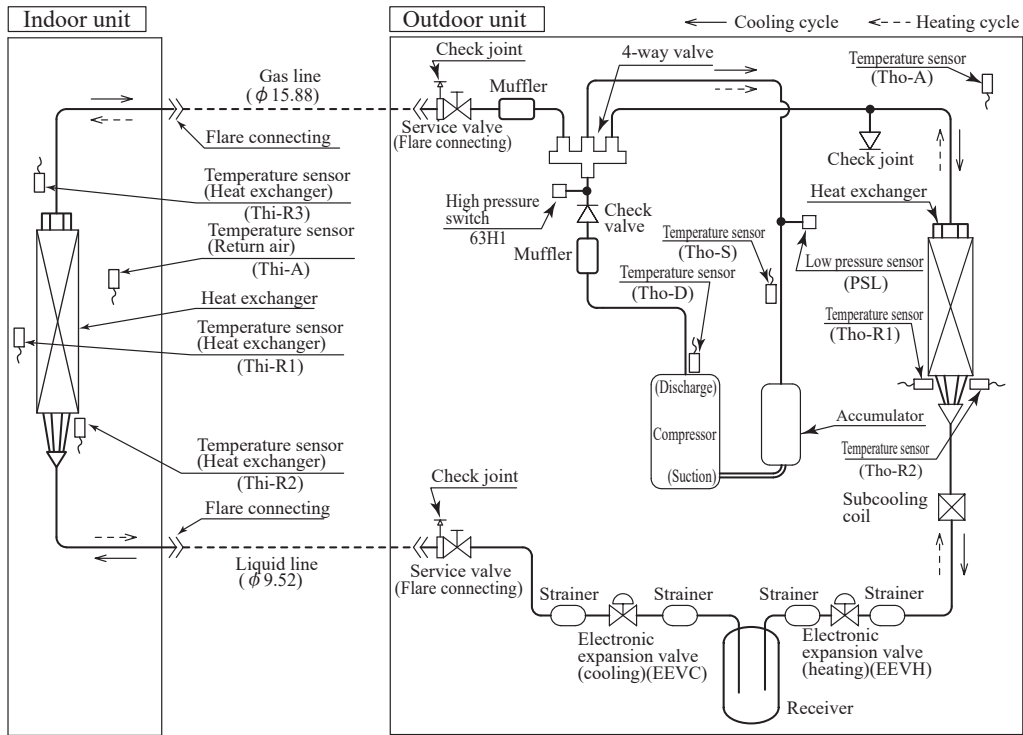 Indoor unit
Outdoor unit
Cooling cycle
Heating cycle
Check joint
4-way valve
Temperature sensor
(Tho-A)
Gas line
(ϕ 15.88)
Muffler
Service valve
(Flare connecting)
Flare connecting
Check joint
Temperature sensor
(Heat exchanger)
(Thi-R3)
High pressure
switch
63H1
Check
valve
Heat exchanger
Temperature sensor
(Return air)
(Thi-A)
Muffler
Temperature sensor
(Tho-S)
Low pressure sensor
(PSL)
Temperature sensor
(Tho-D)
Heat exchanger
Temperature sensor
(Heat exchanger)
(Thi-R1)
Temperature sensor
(Tho-R1)
(Discharge)
Compressor
(Suction)
Accumulator
Temperature sensor
(Heat exchanger)
(Thi-R2)
Temperature sensor
(Tho-R2)
Check joint
Flare connecting
Subcooling
coil
Liquid line
(ϕ 9.52)
Service valve
(Flare connecting)
Strainer
Strainer
Strainer
Strainer
Electronic
expansion valve
(cooling)(EEVC)
Electronic
expansion valve
(heating)(EEVH)
Receiver